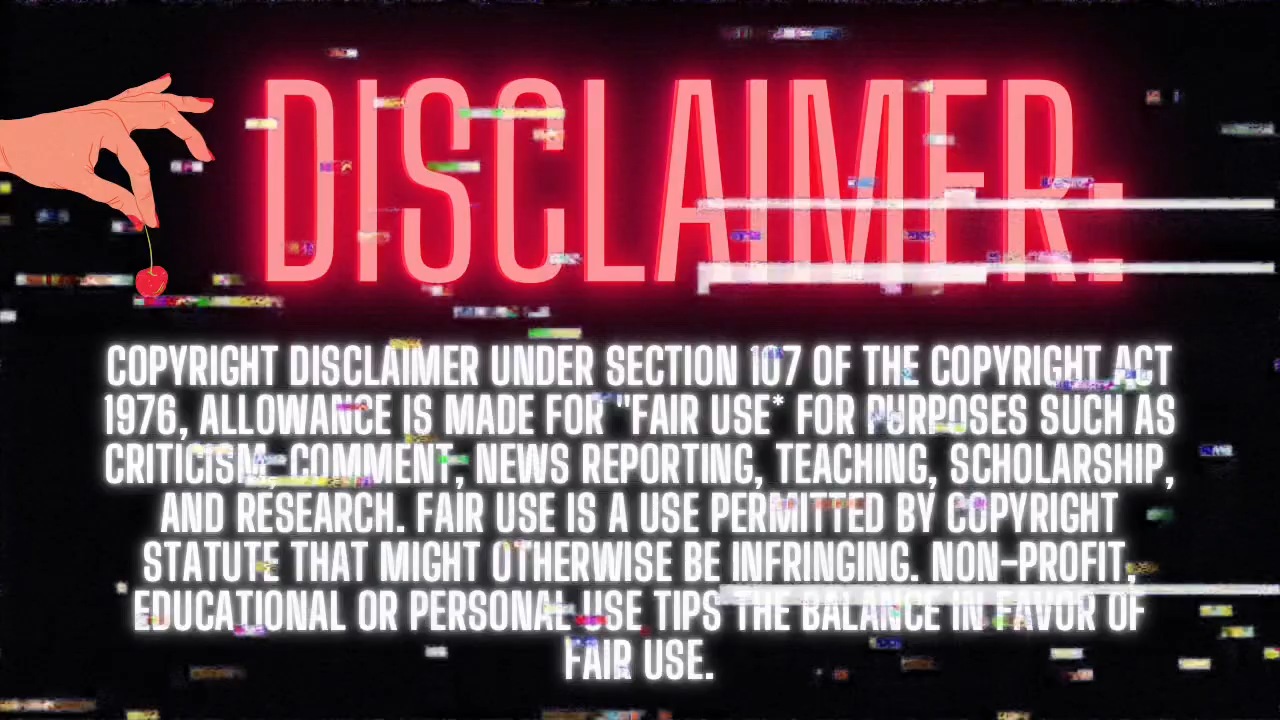 DISCLAIMER:
COPYRIGHT DISCLAIMER UNDER SECTION 107 OF THE COPYRIGHT ACT
1976, ALLOWANCE IS MADE FOR "FAIR USE* FOR PURPOSES SUCH AS
CRITICISM, COMMENT, NEWS REPORTING, TEACHING, SCHOLARSHIP,
AND RESEARCH. FAIR USE IS A USE PERMITTED BY COPYRIGHT
STATUTE THAT MIGHT OTHERWISE BE INFRINGING. NON-PROFIT,
EDUCATIONAL OR PERSONAL USE TIPS THE BALANCE IN FAVOR OF
FAIR USE.